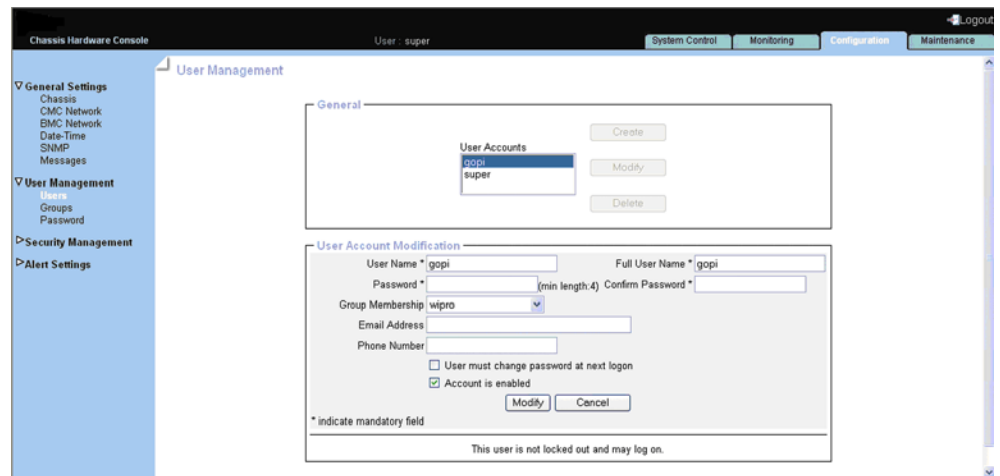 Logout
Chassis Hardware Console
User : super
System Control
Monitoring
Configuration
Maintenance
General Settings
Chassis
CMC Network
BMC Network
Date-Time
SNMP
Messages
User Management
Users
Groups
Password
Security Management
Alert Settings
User Management
General
User Accounts
gopi
super
Create
Modify
Delete
User Account Modification
User Name * gopi
Full User Name * gopi
Password * (min length:4) Confirm Password *
Group Membership wipro
Email Address
Phone Number
User must change password at next logon
Account is enabled
Modify Cancel
* indicate mandatory field
This user is not locked out and may log on.